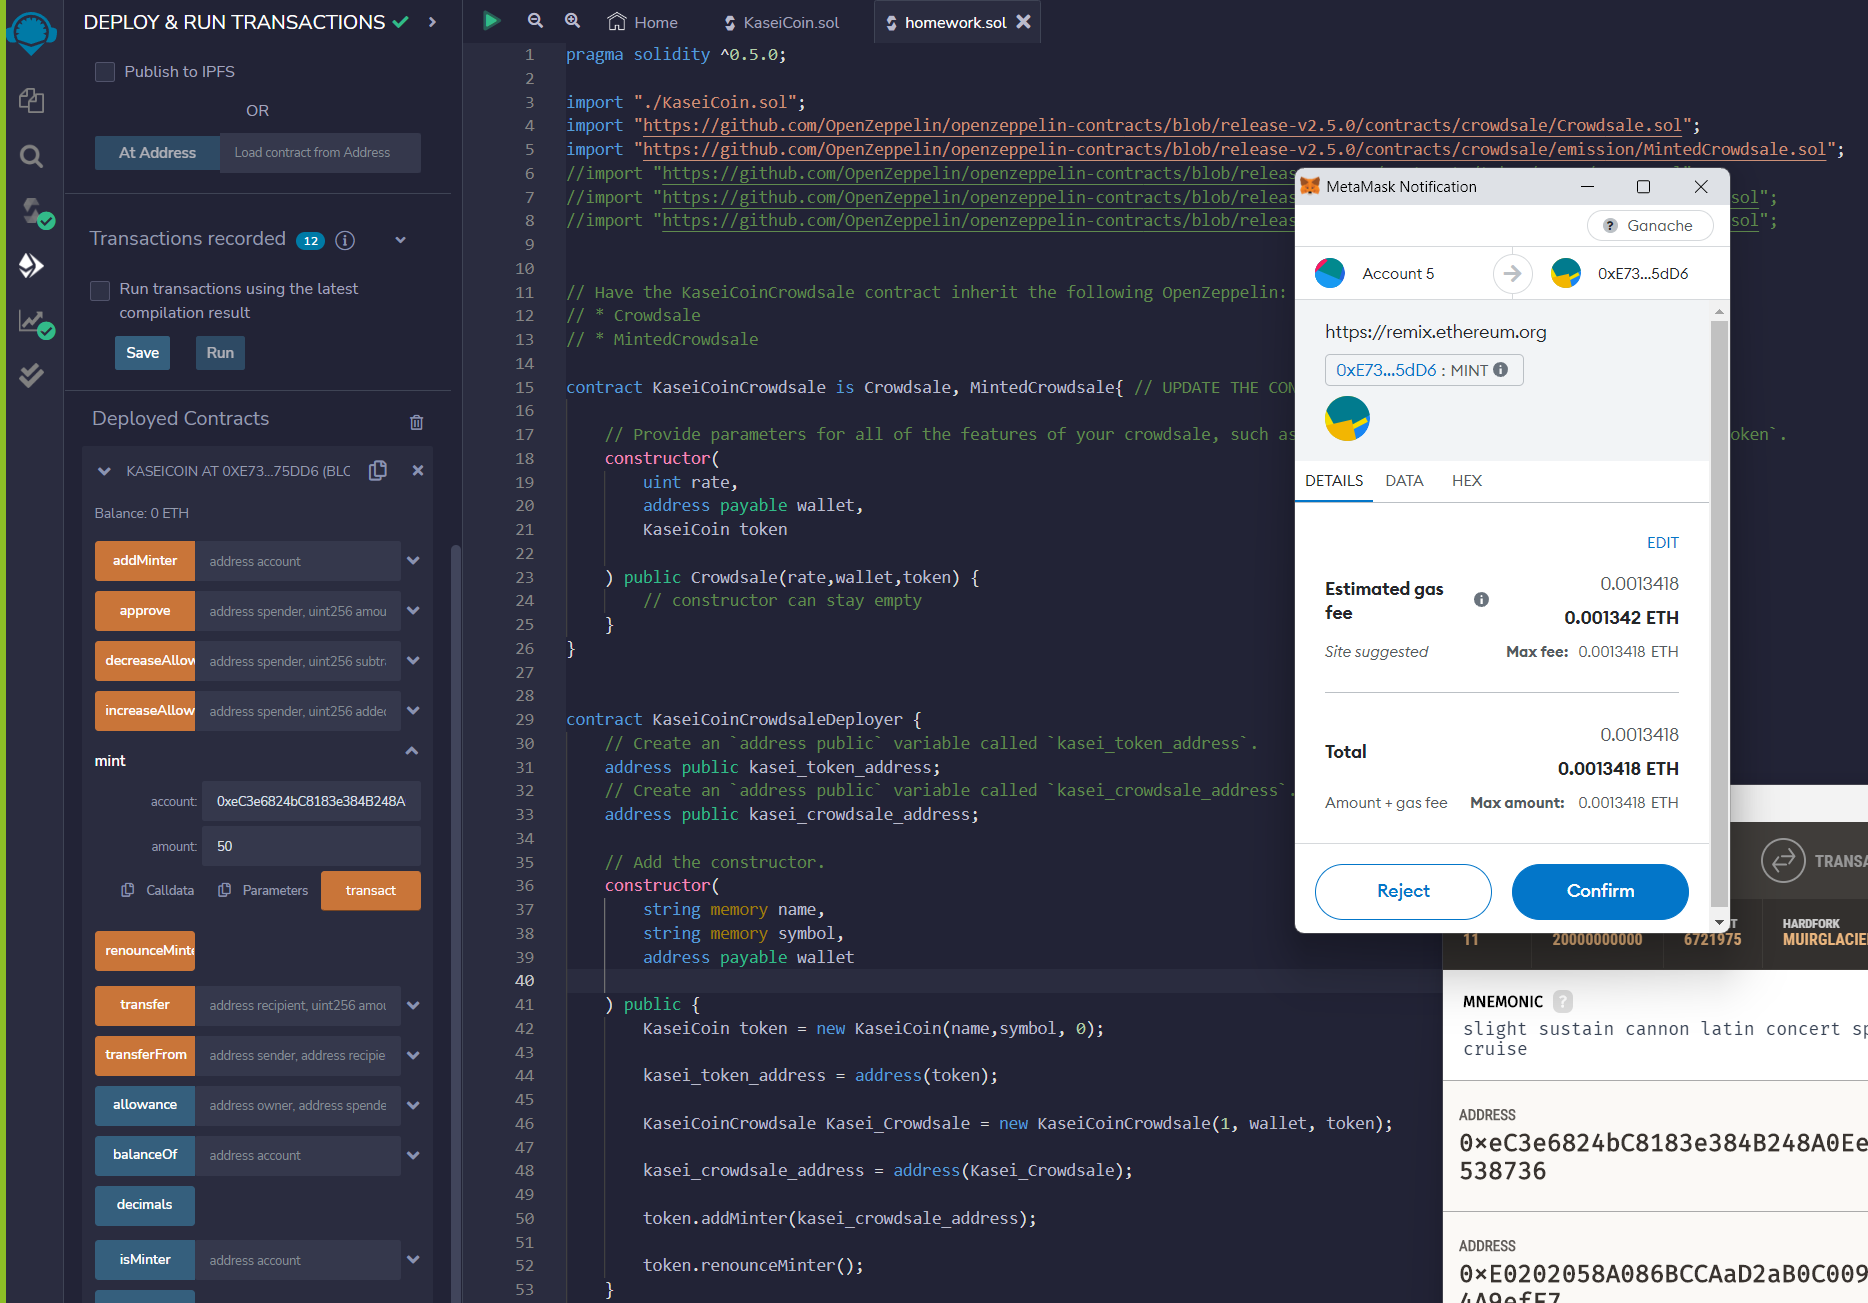 DEPLOY & RUN TRANSACTIONS
Publish to IPFS
OR
At Address
Load contract from Address
Transactions recorded 12
Run transactions using the latest
compilation result
Save
Run
Deployed Contracts
KASEICOIN AT 0XE73...75DD6 (BLC
Balance: 0 ETH
addMinter
address account
approve
address spender, uint256 amou
decreaseAllow
address spender, uint256 subtr
increaseAllow
address spender, uint256 added
mint
account: 0xeC3e6824bC8183e384B248A
amount: 50
Calldata
Parameters
transact
renounceMinte
transfer
address recipient, uint256 amou
transferFrom
address sender, address recipie
allowance
address owner, address spende
balanceOf
address account
decimals
isMinter
address account
Home
KaseiCoin.sol
homework.sol
1 pragma solidity ^0.5.0;
2
3 import "./KaseiCoin.sol";
4 import "https://github.com/OpenZeppelin/openzeppelin-contracts/blob/release-v2.5.0/contracts/crowdsale/Crowdsale.sol";
5 import "https://github.com/OpenZeppelin/openzeppelin-contracts/blob/release-v2.5.0/contracts/crowdsale/emission/MintedCrowdsale.sol";
6 //import "https://github.com/OpenZeppelin/openzeppelin-contracts/blob/releas
7 //import "https://github.com/OpenZeppelin/openzeppelin-contracts/blob/releas sol";
8 //import "https://github.com/OpenZeppelin/openzeppelin-contracts/blob/releas sol";
9
10
11 // Have the KaseiCoinCrowdsale contract inherit the following OpenZeppelin:
12 // * Crowdsale
13 // * MintedCrowdsale
14
15 contract KaseiCoinCrowdsale is Crowdsale, MintedCrowdsale{ // UPDATE THE CON
16
17 // Provide parameters for all of the features of your crowdsale, such as oken`.
18 constructor(
19 uint rate,
20 address payable wallet,
21 KaseiCoin token
22
23 ) public Crowdsale(rate,wallet,token) {
24 // constructor can stay empty
25 }
26 }
27
28
29 contract KaseiCoinCrowdsaleDeployer {
30 // Create an `address public` variable called `kasei_token_address`.
31 address public kasei_token_address;
32 // Create an `address public` variable called `kasei_crowdsale_address`.
33 address public kasei_crowdsale_address;
34
35 // Add the constructor.
36 constructor(
37 string memory name,
38 string memory symbol,
39 address payable wallet
40
41 ) public {
42 KaseiCoin token = new KaseiCoin(name,symbol, 0);
43
44 kasei_token_address = address(token);
45
46 KaseiCoinCrowdsale Kasei_Crowdsale = new KaseiCoinCrowdsale(1, wallet, token);
47
48 kasei_crowdsale_address = address(Kasei_Crowdsale);
49
50 token.addMinter(kasei_crowdsale_address);
51
52 token.renounceMinter();
53 }
MetaMask Notification
Ganache
Account 5
0xE73...5dD6
https://remix.ethereum.org
0xE73...5dD6 : MINT
DETAILS
DATA
HEX
EDIT
Estimated gas
fee
0.0013418
0.001342 ETH
Site suggested
Max fee: 0.0013418 ETH
Total
0.0013418
0.0013418 ETH
Amount + gas fee
Max amount: 0.0013418 ETH
Reject
Confirm
TRANSA
HARDFORK
11
20000000000
6721975
MUIRGLACIE
MNEMONIC ?
slight sustain cannon latin concert sp
cruise
ADDRESS
0×eC3e6824bC8183e384B248A0Ee
538736
ADDRESS
0×E0202058A086BCCAaD2aB0C009